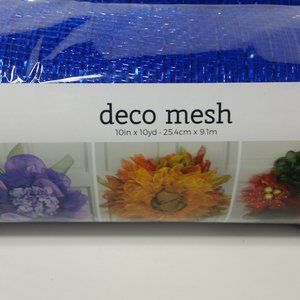 deco mesh
10in x 10yd - 25.4cm x 9.1m